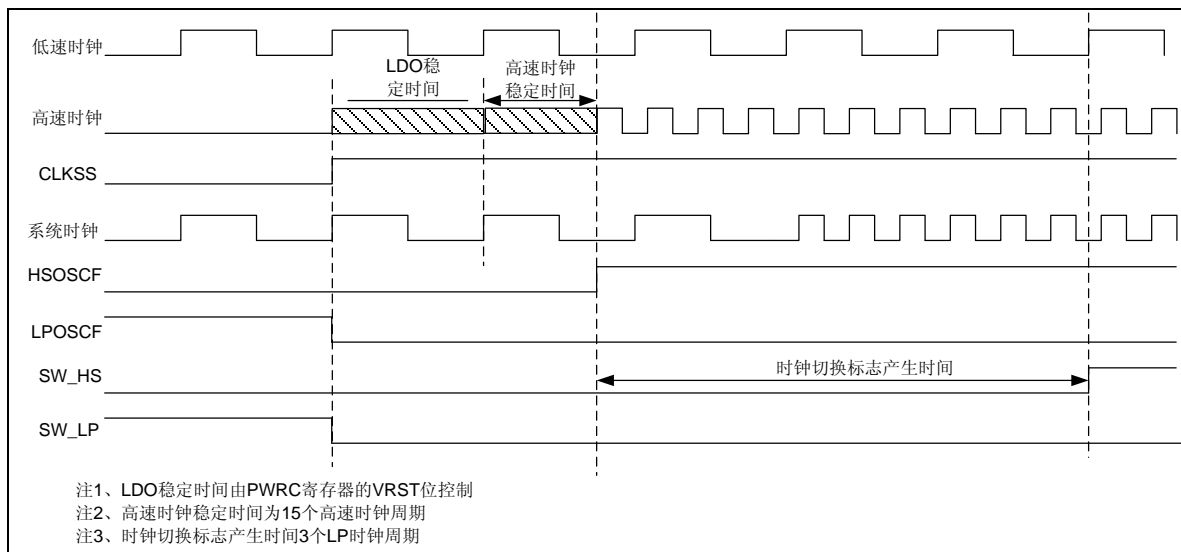 低速时钟
LDO稳
定时间
高速时钟
稳定时间
高速时钟
CLKSS
系统时钟
HSOSCF
LPOSCF
SW_HS
时钟切换标志产生时间
SW_LP
注1、LDO稳定时间由PWRC寄存器的VRST位控制
注2、高速时钟稳定时间为15个高速时钟周期
注3、时钟切换标志产生时间3个LP时钟周期